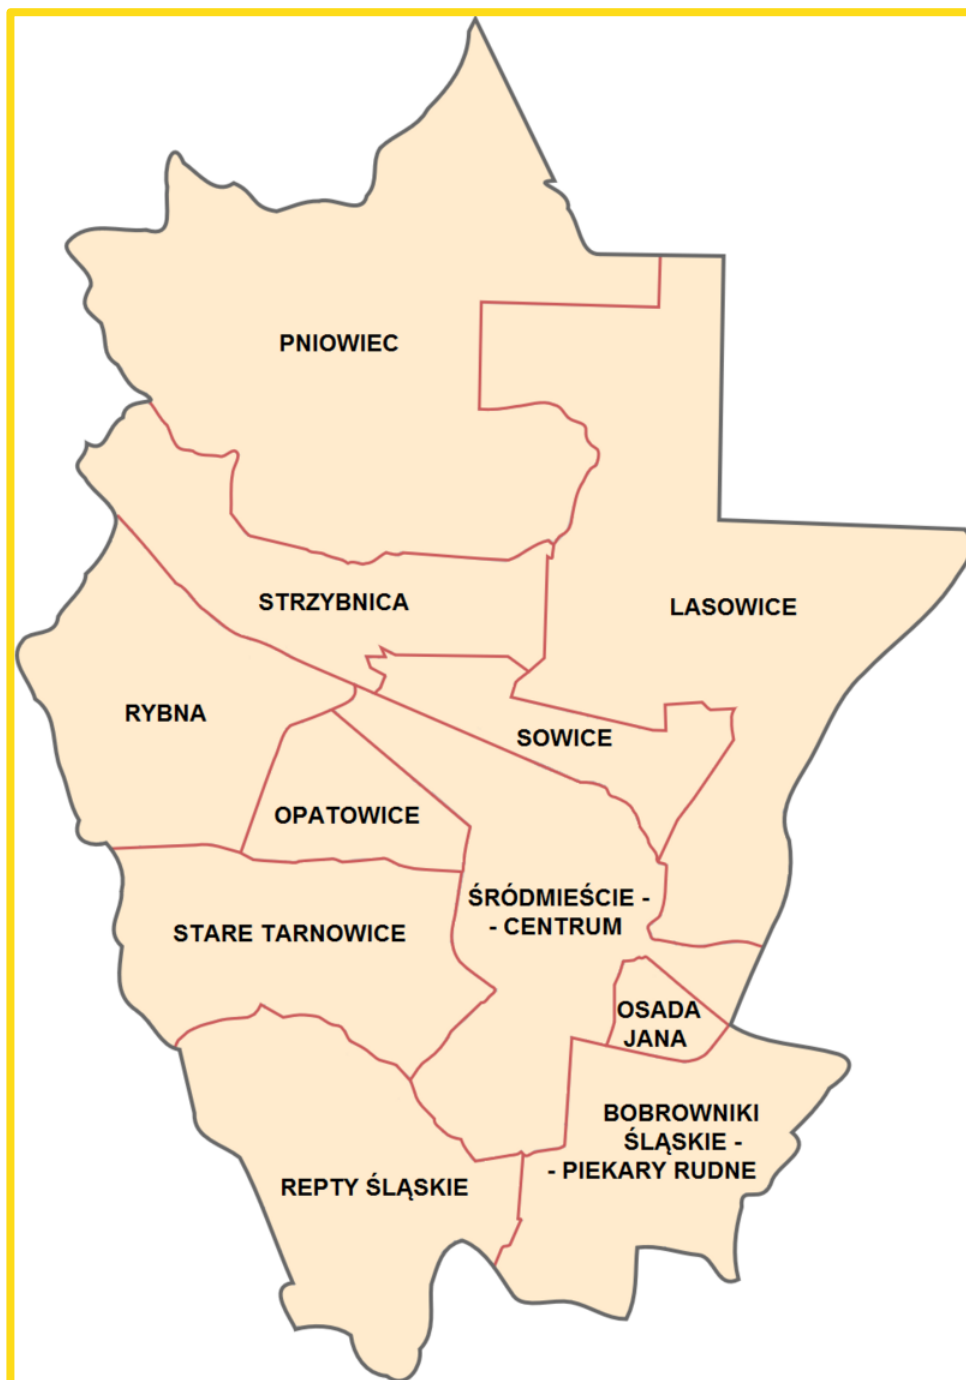 PNIOWIEC
STRZYBNICA
LASOWICE
RYBNA
SOWICE
OPATOWICE
ŚRÓDMIEŚCIE -
- CENTRUM
STARE TARNOWICE
OSADA
JANA
BOBROWNIKI
ŚLĄSKIE -
- PIEKARY RUDNE
REPTY ŚLĄSKIE